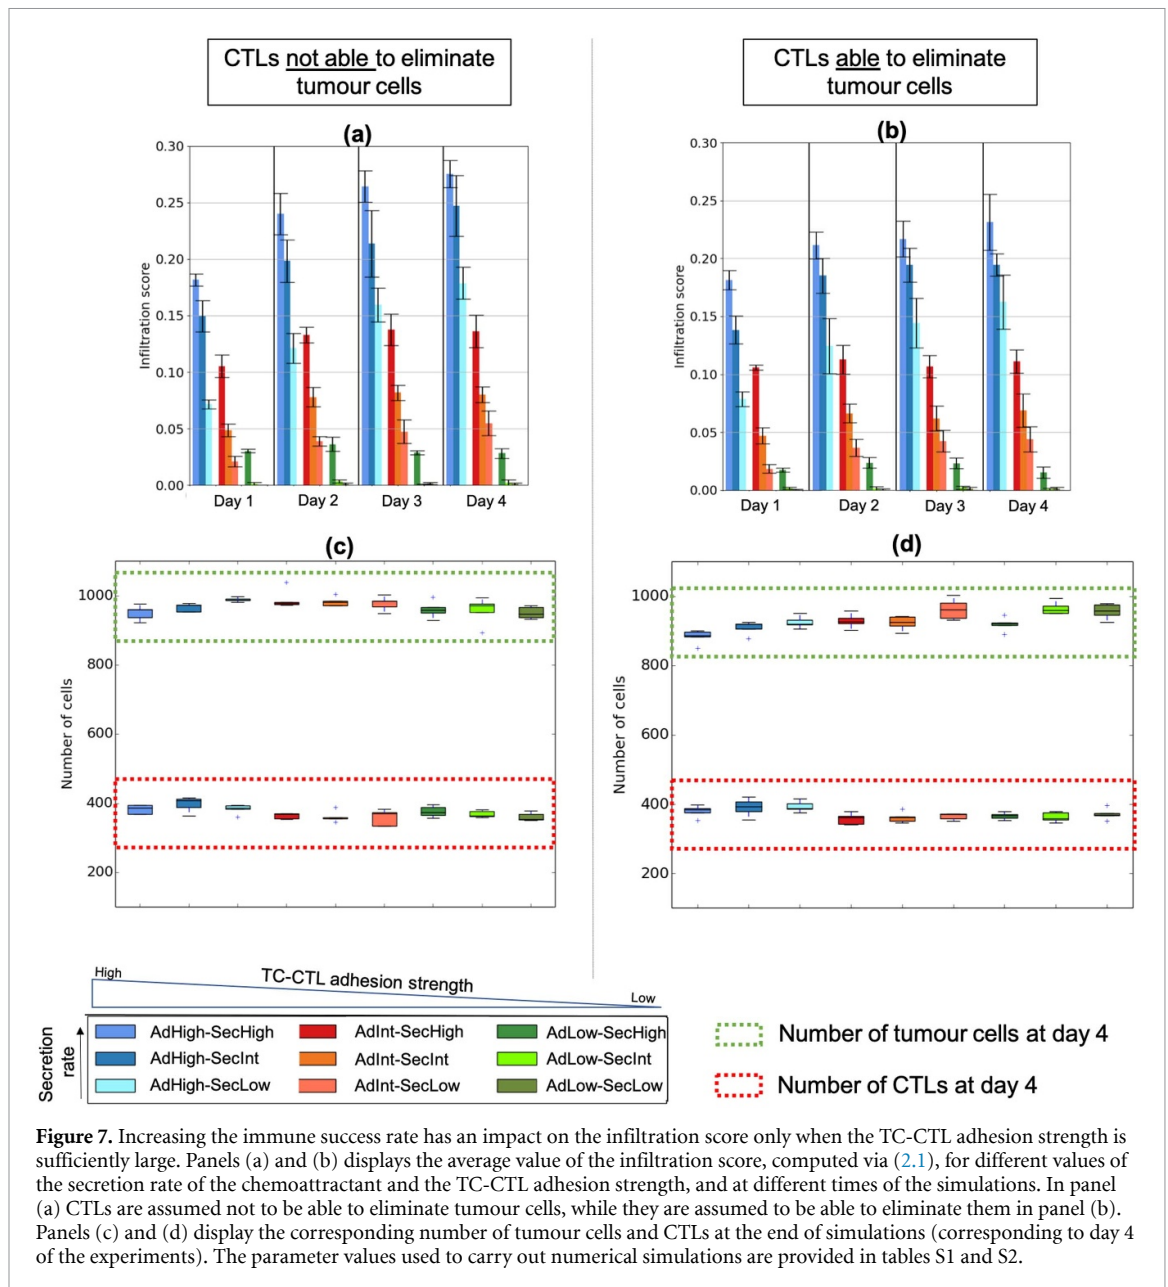 CTLs not able to eliminate
tumour cells
CTLs able to eliminate
tumour cells
(a)
0.30
0.25
0.20
0.15
0.10
0.05
0.00
Infiltration score
Day 1
Day 2
Day 3
Day 4
(b)
0.30
0.25
0.20
0.15
0.10
0.05
0.00
Infiltration score
Day 1
Day 2
Day 3
Day 4
(c)
1000
800
600
400
200
Number of cells
(d)
1000
800
600
400
200
Number of cells
High
TC-CTL adhesion strength
Low
Secretion
rate
AdHigh-SecHigh
AdInt-SecHigh
AdLow-SecHigh
AdHigh-SecInt
AdInt-SecInt
AdLow-SecInt
AdHigh-SecLow
AdInt-SecLow
AdLow-SecLow
Number of tumour cells at day 4
Number of CTLs at day 4
Figure 7. Increasing the immune success rate has an impact on the infiltration score only when the TC-CTL adhesion strength is
sufficiently large. Panels (a) and (b) displays the average value of the infiltration score, computed via (2.1), for different values of
the secretion rate of the chemoattractant and the TC-CTL adhesion strength, and at different times of the simulations. In panel
(a) CTLs are assumed not to be able to eliminate tumour cells, while they are assumed to be able to eliminate them in panel (b).
Panels (c) and (d) display the corresponding number of tumour cells and CTLs at the end of simulations (corresponding to day 4
of the experiments). The parameter values used to carry out numerical simulations are provided in tables S1 and S2.